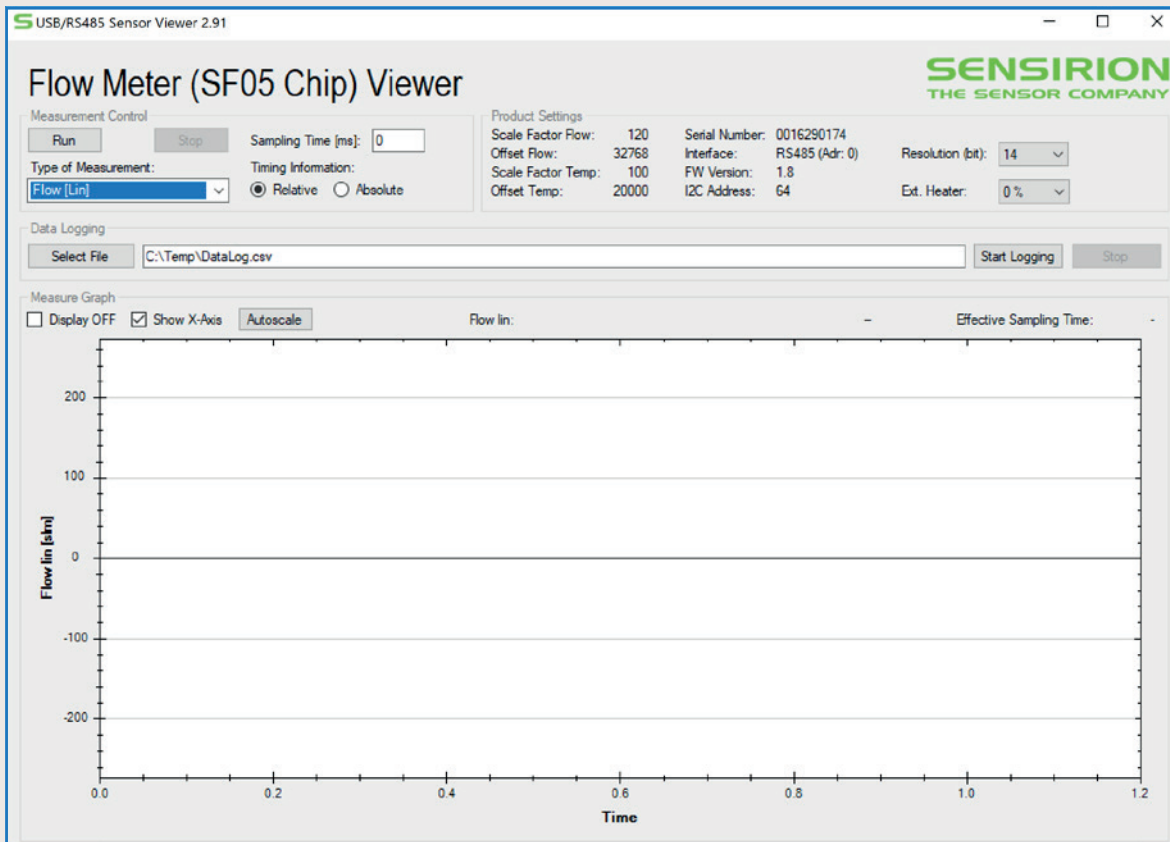 USB/RS485 Sensor Viewer 2.91
Flow Meter (SF05 Chip) Viewer
SENSIRION
THE SENSOR COMPANY
Measurement Control
Run
Stop
Sampling Time [ms]: 0
Type of Measurement:
Flow [Lin]
Timing Information:
Relative
Absolute
Product Settings
Scale Factor Flow: 120
Offset Flow: 32768
Scale Factor Temp: 100
Offset Temp: 20000
Serial Number: 0016290174
Interface: RS485 (Adr: 0)
FW Version: 1.8
I2C Address: 64
Resolution (bit): 14
Ext. Heater: 0 %
Data Logging
Select File
C:\Temp\DataLog.csv
Start Logging
Stop
Measure Graph
Display OFF
Show X-Axis
Autoscale
Flow lin: –
Effective Sampling Time: -
Flow lin [slm]
200
100
0
-100
-200
0.0 0.2 0.4 0.6 0.8 1.0 1.2
Time